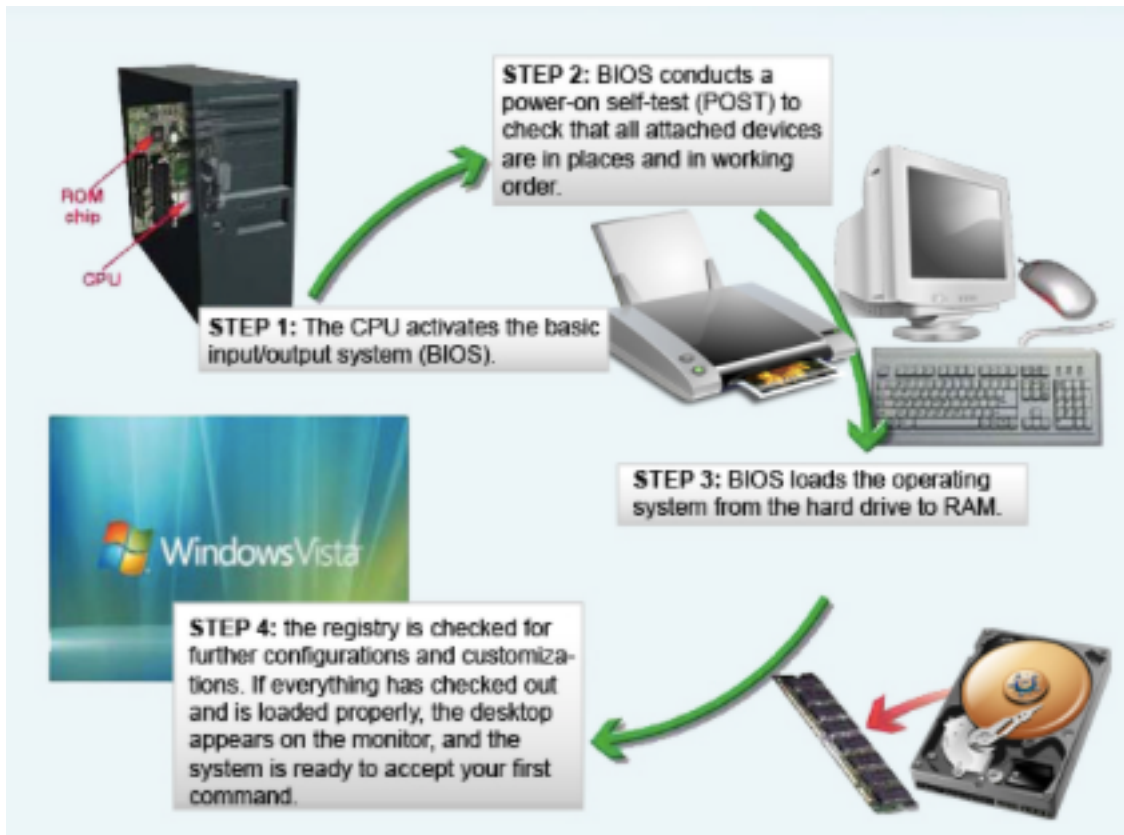 ROM
chip
CPU
STEP 1: The CPU activates the basic
input/output system (BIOS).
STEP 2: BIOS conducts a
power-on self-test (POST) to
check that all attached devices
are in places and in working
order.
STEP 3: BIOS loads the operating
system from the hard drive to RAM.
WindowsVista
STEP 4: the registry is checked for
further configurations and customiza-
tions. If everything has checked out
and is loaded properly, the desktop
appears on the monitor, and the
system is ready to accept your first
command.